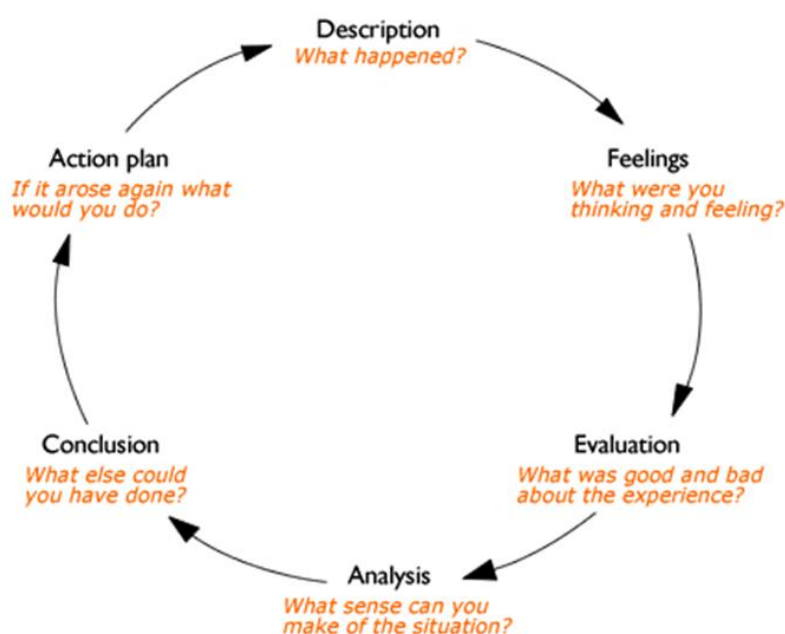 Description
What happened?
Feelings
What were you
thinking and feeling?
Evaluation
What was good and bad
about the experience?
Analysis
What sense can you
make of the situation?
Conclusion
What else could
you have done?
Action plan
If it arose again what
would you do?